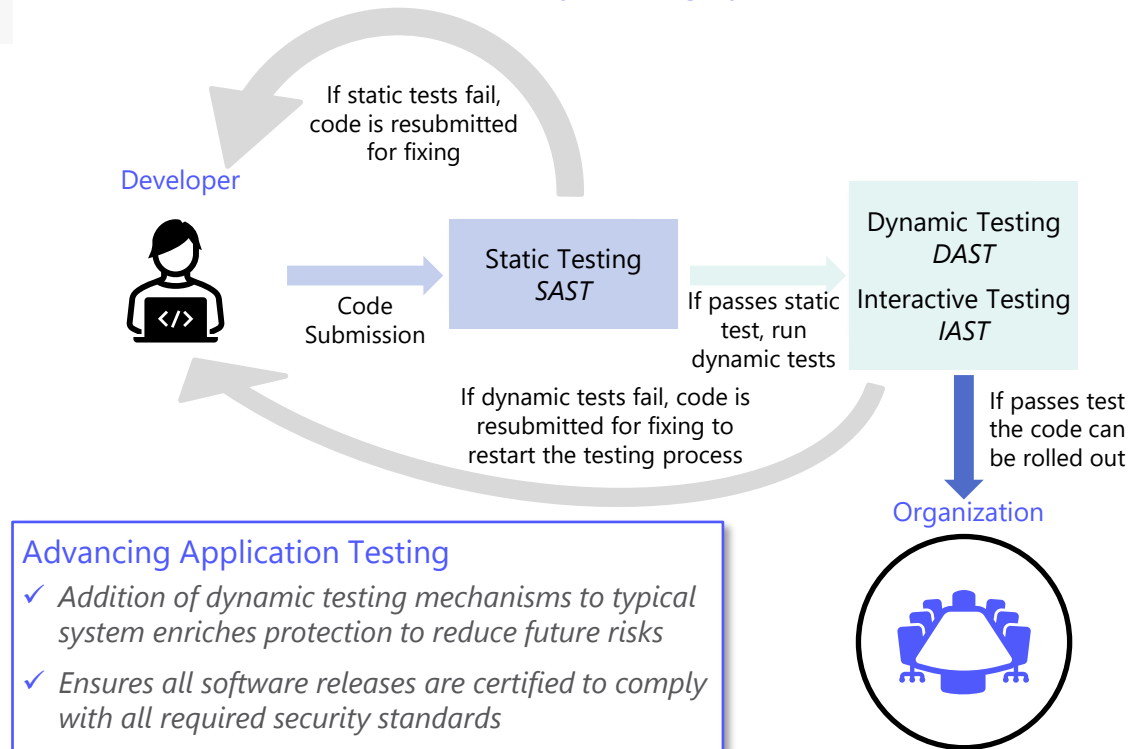 If static tests fail,
code is resubmitted
for fixing
Developer
</>
Code
Submission
Static Testing
SAST
If passes static
test, run
dynamic tests
Dynamic Testing
DAST
Interactive Testing
IAST
If dynamic tests fail, code is
resubmitted for fixing to
restart the testing process
If passes test
the code can
be rolled out
Organization
Advancing Application Testing
✓ Addition of dynamic testing mechanisms to typical
system enriches protection to reduce future risks
✓ Ensures all software releases are certified to comply
with all required security standards